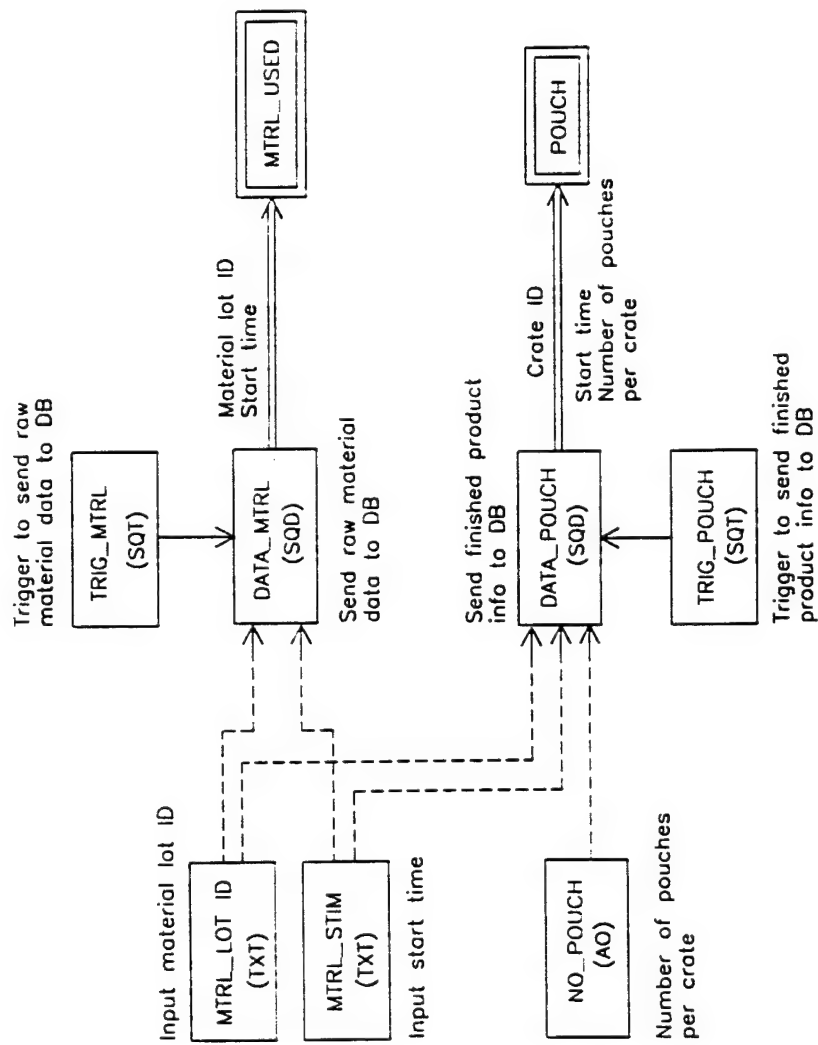 Trigger to send raw
material data to DB
TRIG_MTRL
(SQT)
Input material lot ID
MTRL_LOT ID
(TXT)
DATA_MTRL
(SQD)
Material lot ID
Start time
MTRL_USED
MTRL_STIM
(TXT)
Input start time
Send raw material
data to DB
Send finished product
info to DB
DATA_POUCH
(SQD)
Crate ID
Start time
Number of pouches
per crate
POUCH
NO_POUCH
(AO)
Number of pouches
per crate
TRIG_POUCH
(SQT)
Trigger to send finished
product info to DB